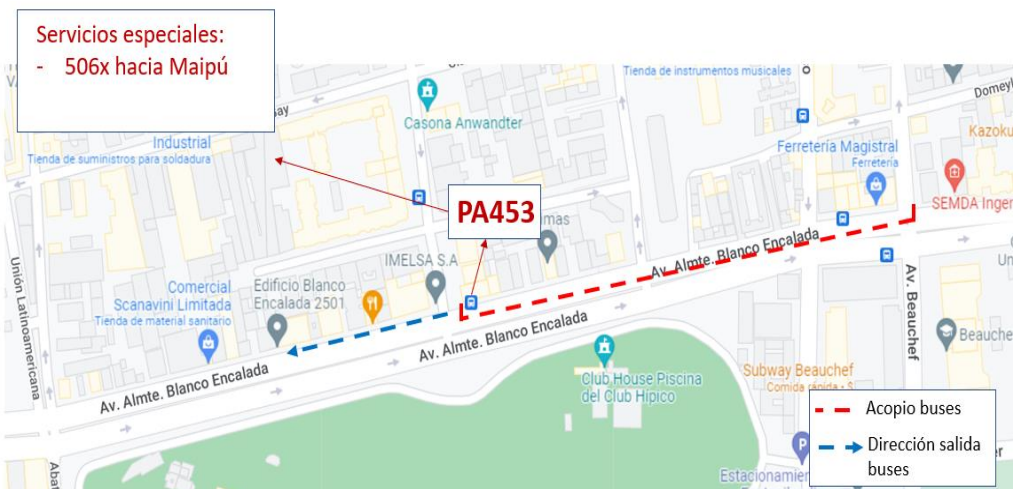 Servicios especiales:
- 506x hacia Maipú
Tienda de instrumentos musicales
Casona Anwandter
Industrial
Tienda de suministros para soldadura
Ferretería Magistral
Ferretería
SEMDA Inger
PA453
IMELSA S.A
Av. Almte. Blanco Encalada
Edificio Blanco
Encalada 2501
Comercial
Scanavini Limitada
Tienda de material sanitario
Unión Latinoamericana
Av. Almte. Blanco Encalada
Av. Almte. Blanco Encalada
Av. Beauchef
Beauche
Club House Piscina
del Club Hípico
Subway Beauchef
Comida rápida - S
P
Estacionamien
Acopio buses
Dirección salida
buses